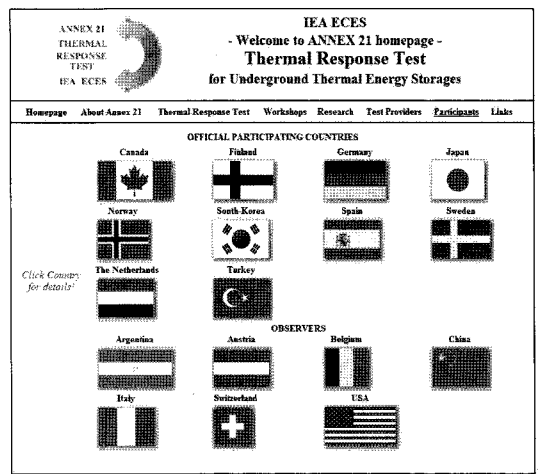 ANNEX 21
THERMAL
RESPONSE
TEST
IEA ECES
IEA ECES
- Welcome to ANNEX 21 homepage -
Thermal Response Test
for Underground Thermal Energy Storages
Homepage About Annex 21 Thermal Response Test Workshops Research Test Providers Participants Links
OFFICIAL PARTICIPATING COUNTRIES
Canada Finland Germany Japan
Norway South-Korea Spain Sweden
Click Country
for details!
The Netherlands Turkey
OBSERVERS
Argentina Austria Belgium China
Italy Switzerland USA